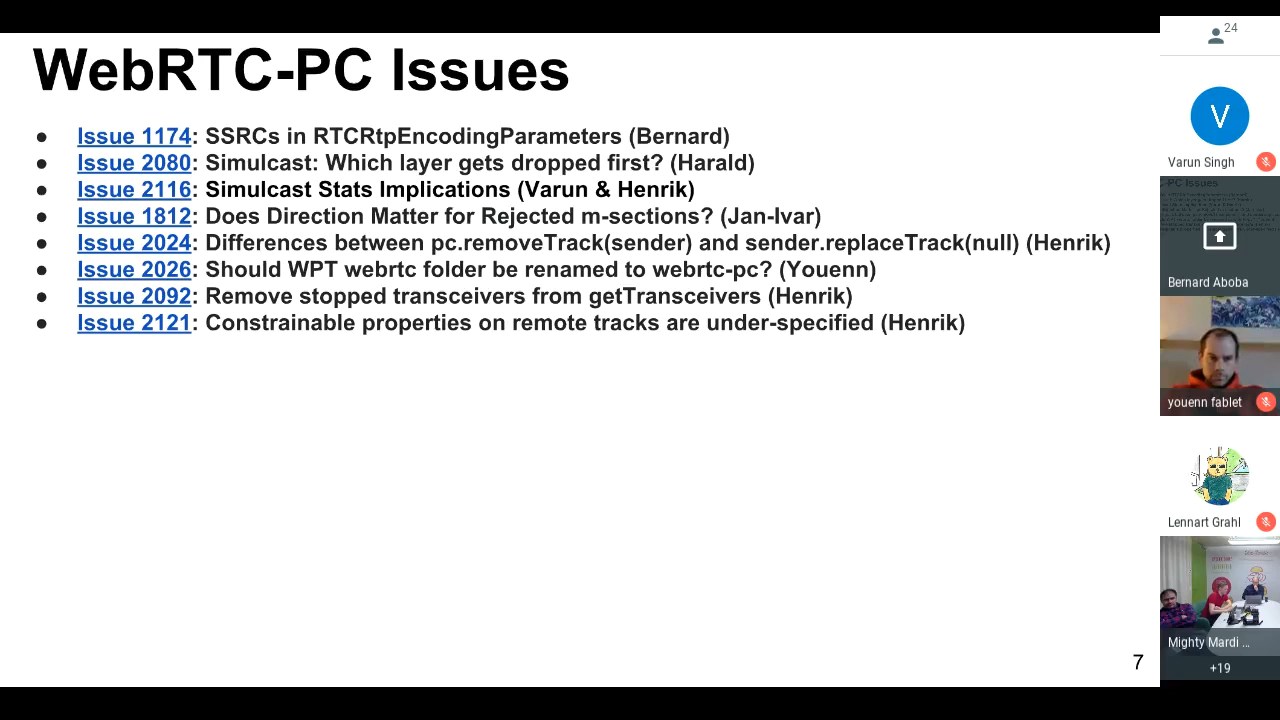 WebRTC-PC Issues
● Issue 1174: SSRCs in RTCRtpEncodingParameters (Bernard)
● Issue 2080: Simulcast: Which layer gets dropped first? (Harald)
● Issue 2116: Simulcast Stats Implications (Varun & Henrik)
● Issue 1812: Does Direction Matter for Rejected m-sections? (Jan-Ivar)
● Issue 2024: Differences between pc.removeTrack(sender) and sender.replaceTrack(null) (Henrik)
● Issue 2026: Should WPT webrtc folder be renamed to webrtc-pc? (Youenn)
● Issue 2092: Remove stopped transceivers from getTransceivers (Henrik)
● Issue 2121: Constrainable properties on remote tracks are under-specified (Henrik)
7
24
V
Varun Singh
C-PC Issues
Bernard Aboba
youenn fablet
Lennart Grahl
Mighty Mardi ...
+19